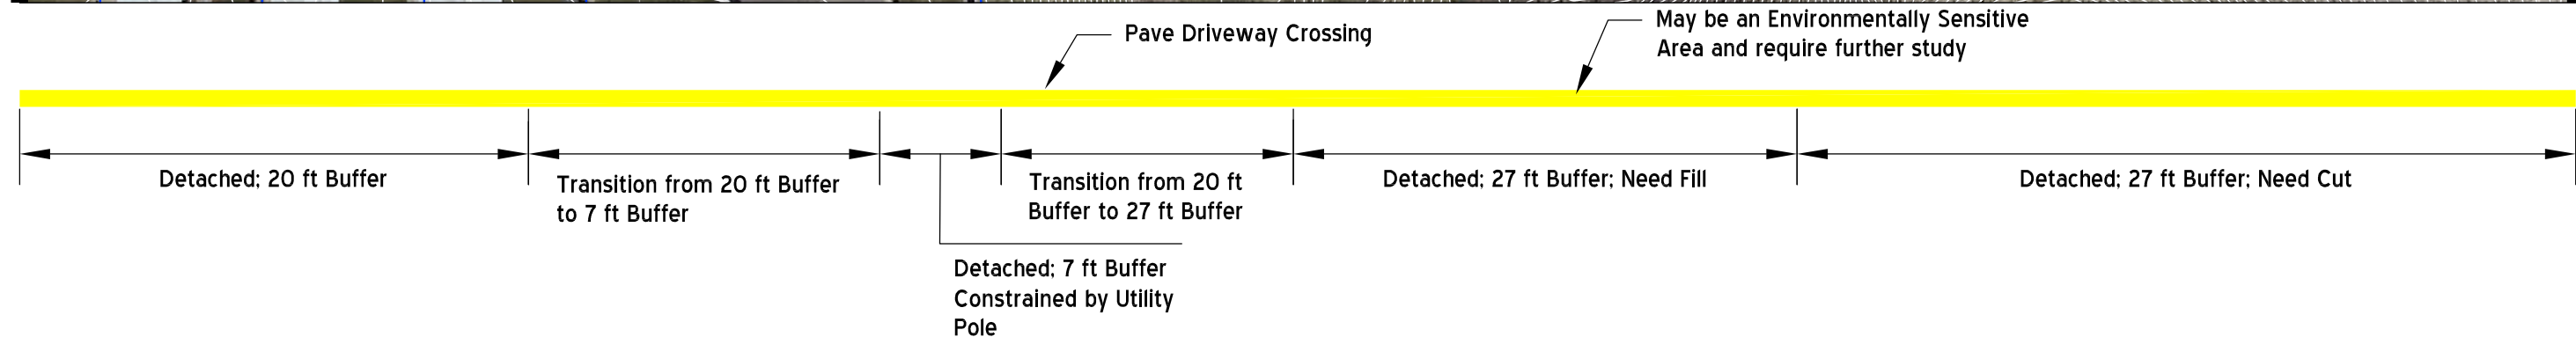 Pave Driveway Crossing
May be an Environmentally Sensitive
Area and require further study
Detached; 20 ft Buffer
Transition from 20 ft Buffer
to 7 ft Buffer
Detached; 7 ft Buffer
Constrained by Utility
Pole
Transition from 20 ft
Buffer to 27 ft Buffer
Detached; 27 ft Buffer; Need Fill
Detached; 27 ft Buffer; Need Cut